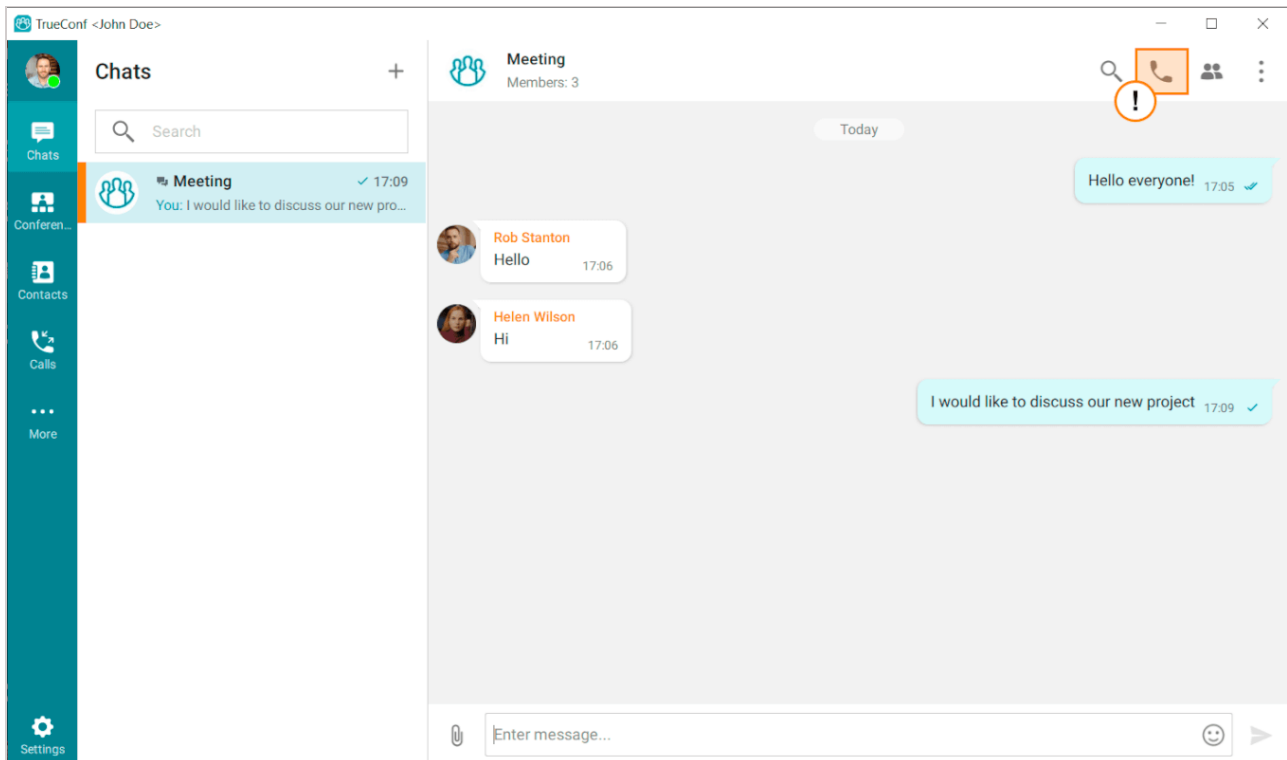 TrueConf <John Doe>
Chats
Search
Meeting 17:09
You: I would like to discuss our new pro...
Chats
Conferen...
Contacts
Calls
More
Settings
Meeting
Members: 3
!
Today
Hello everyone! 17:05
Rob Stanton
Hello 17:06
Helen Wilson
Hi 17:06
I would like to discuss our new project 17:09
Enter message...